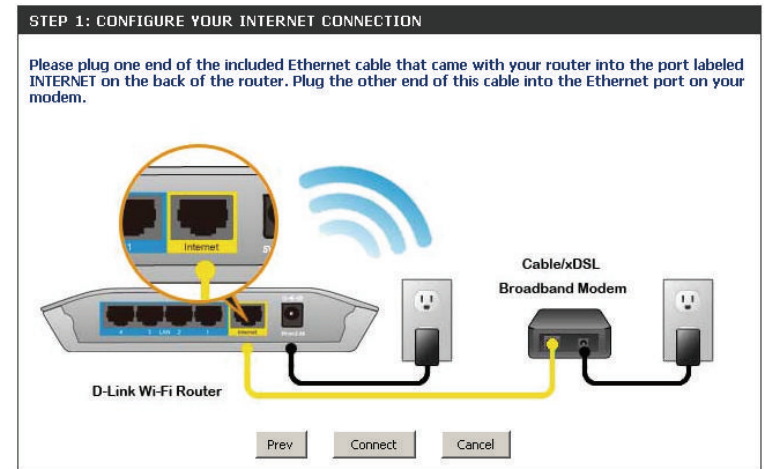 STEP 1: CONFIGURE YOUR INTERNET CONNECTION
Please plug one end of the included Ethernet cable that came with your router into the port labeled
INTERNET on the back of the router. Plug the other end of this cable into the Ethernet port on your
modem.
1
Internet
Cable/xDSL
Broadband Modem
4 3 LAN 2 1 Internet
D-Link Wi-Fi Router
Prev Connect Cancel